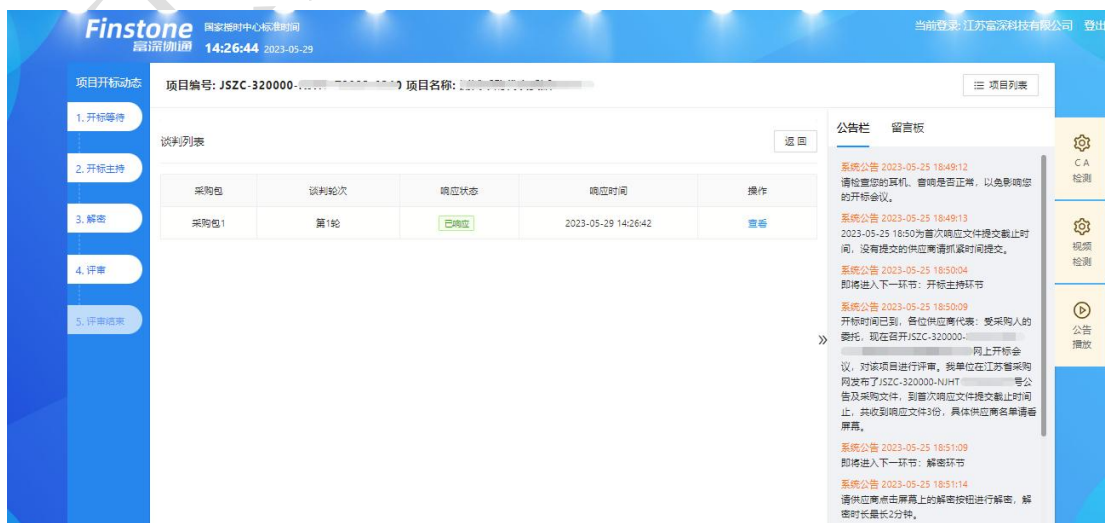 Finstone
富深协通
国家授时中心标准时间
14:26:44 2023-05-29
当前登录: 江苏富深科技有限公司 登出
项目开标动态
1. 开标等待
2. 开标主持
3. 解密
4. 评审
5. 评审结束
项目编号: JSZC-320000- 项目名称:
项目列表
谈判列表
返回
采购包 谈判轮次 响应状态 响应时间 操作
采购包1 第1轮 已响应 2023-05-29 14:26:42 查看
公告栏 留言板
系统公告 2023-05-25 18:49:12
请检查您的耳机、音响是否正常，以免影响您
的开标会议。
系统公告 2023-05-25 18:49:13
2023-05-25 18:50为首次响应文件提交截止时
间，没有提交的供应商请抓紧时间提交。
系统公告 2023-05-25 18:50:04
即将进入下一环节：开标主持环节
系统公告 2023-05-25 18:50:09
开标时间已到，各位供应商代表：受采购人的
委托，现在召开JSZC-320000-
网上开标会
议，对该项目进行评审。我单位在江苏省采购
网发布了JSZC-320000-NJHT 号公
告及采购文件，到首次响应文件提交截止时间
止，共收到响应文件3份，具体供应商名单请看
屏幕。
系统公告 2023-05-25 18:51:09
即将进入下一环节：解密环节
系统公告 2023-05-25 18:51:14
请供应商点击屏幕上的解密按钮进行解密，解
密时长最长2分钟。
CA
检测
视频
检测
公告
播放